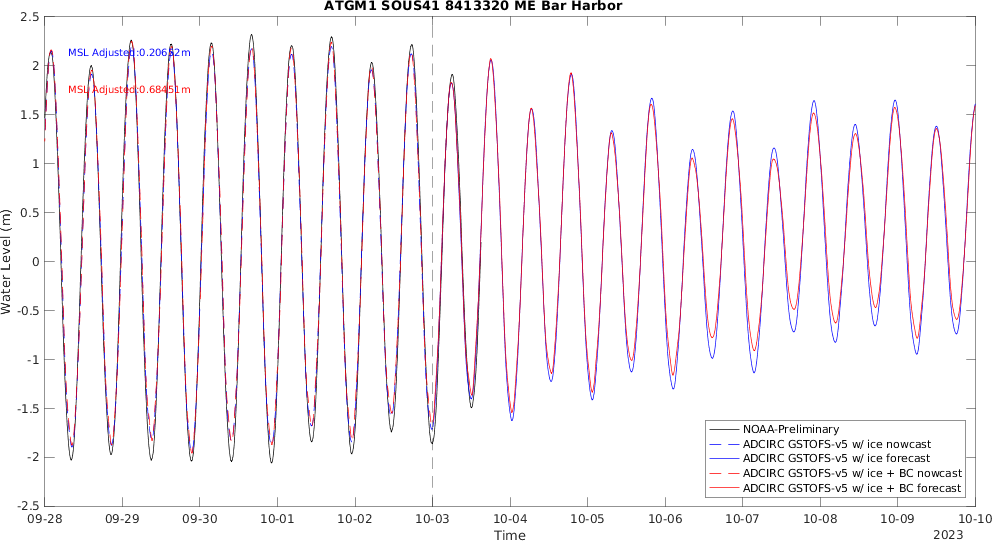 ATGM1 SOUS41 8413320 ME Bar Harbor
2.5
2
1.5
1
0.5
0
-0.5
-1
-1.5
-2
-2.5
Water Level (m)
MSL Adjusted:0.20632m
MSL Adjusted:0.68451m
NOAA-Preliminary
ADCIRC GSTOFS-v5 w/ ice nowcast
ADCIRC GSTOFS-v5 w/ ice forecast
ADCIRC GSTOFS-v5 w/ ice + BC nowcast
ADCIRC GSTOFS-v5 w/ ice + BC forecast
09-28 09-29 09-30 10-01 10-02 10-03 10-04 10-05 10-06 10-07 10-08 10-09 10-10
Time
2023